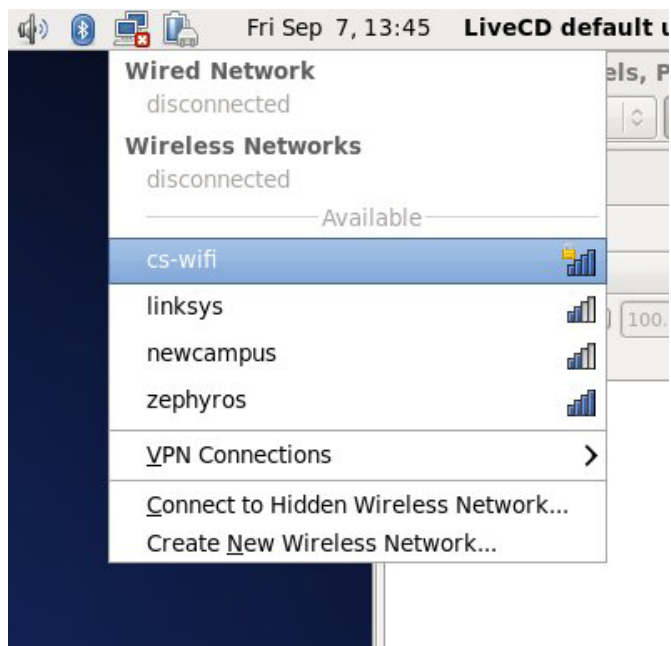 Fri Sep 7, 13:45 LiveCD default u
Wired Network
els, P
disconnected
Wireless Networks
disconnected
Available
cs-wifi
linksys
100.
newcampus
zephyros
VPN Connections
Connect to Hidden Wireless Network...
Create New Wireless Network...